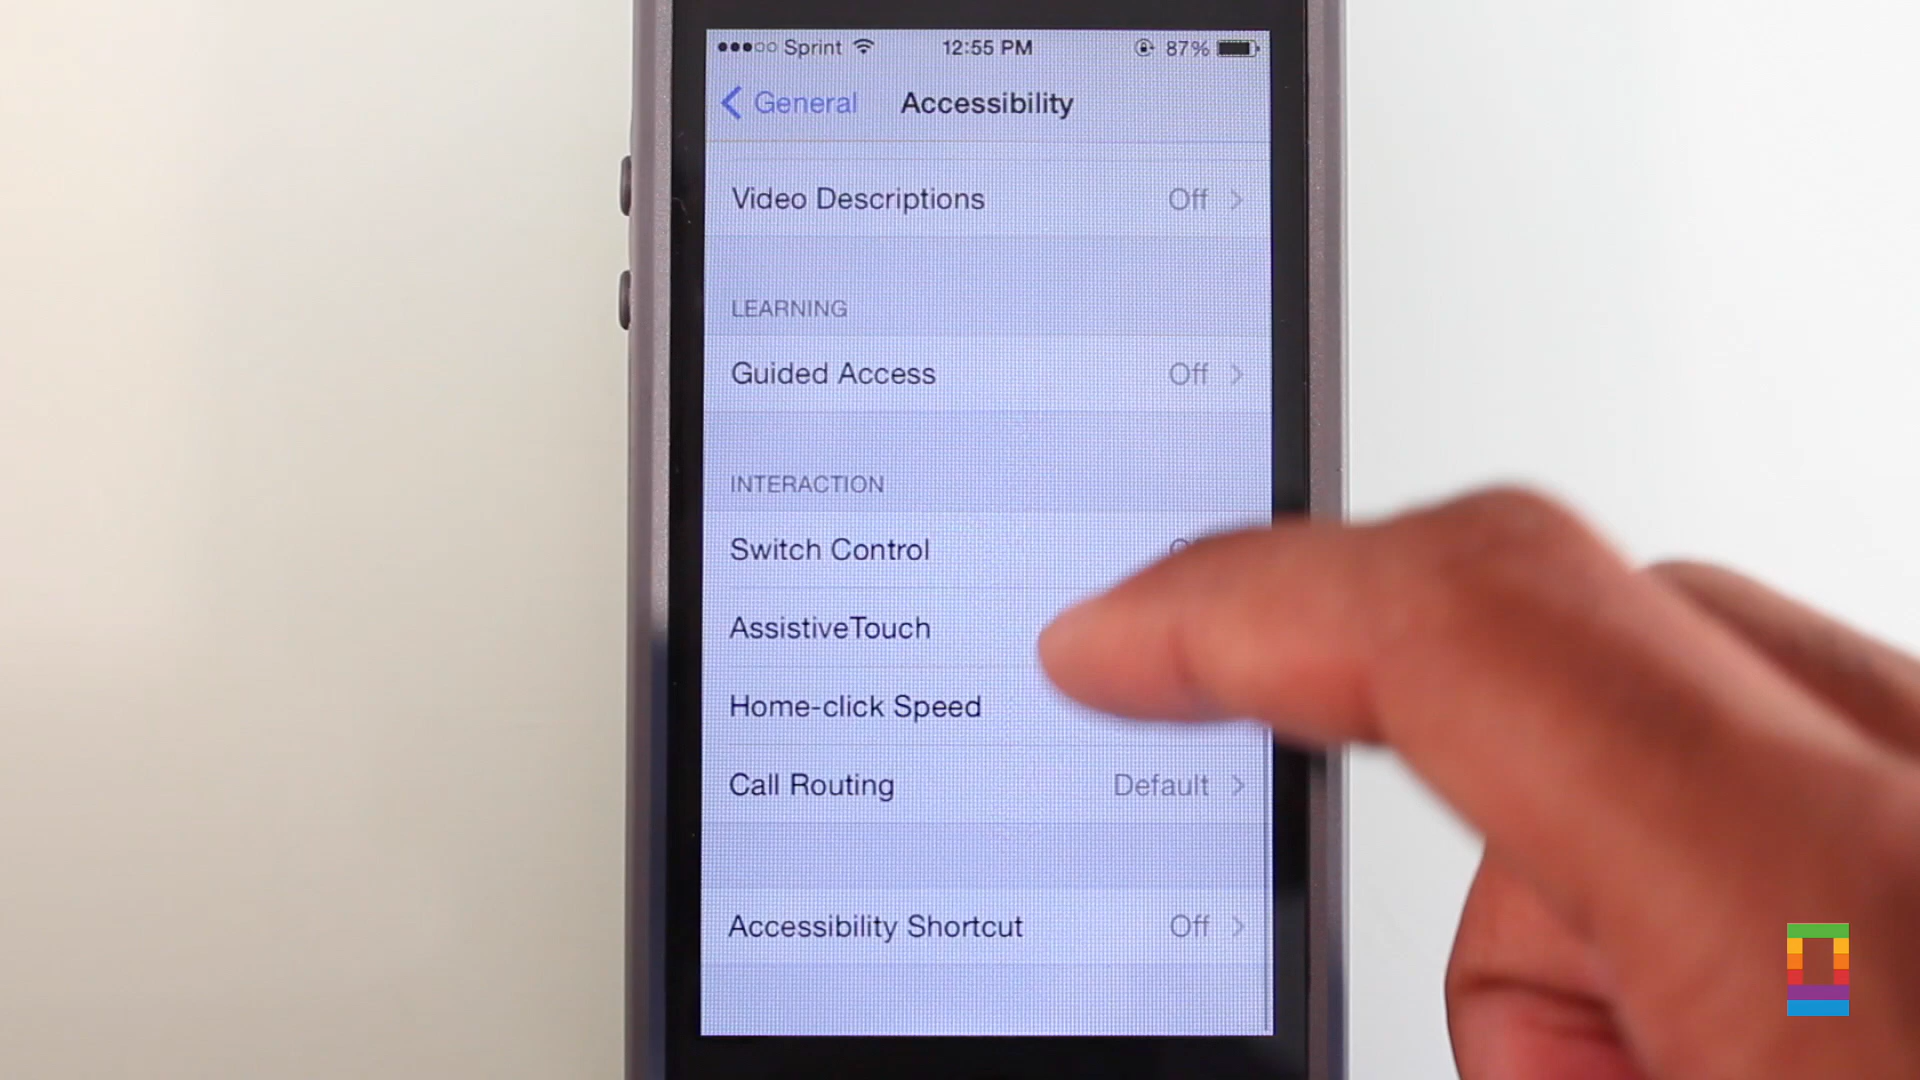 Sprint 12:55 PM 87%
General Accessibility
Video Descriptions Off
LEARNING
Guided Access Off
INTERACTION
Switch Control
AssistiveTouch
Home-click Speed
Call Routing Default
Accessibility Shortcut Off